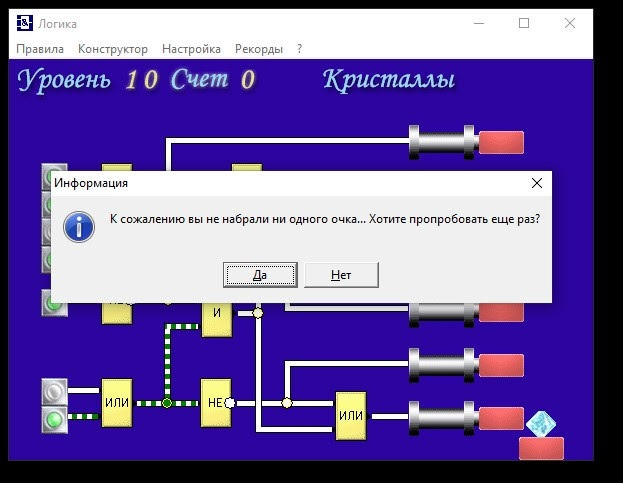 Логика
Правила Конструктор Настройка Рекорды ?
Уровень 10 Счет 0 Кристаллы
Информация
К сожалению вы не набрали ни одного очка... Хотите пропробовать еще раз?
Да Нет
И
ИЛИ НЕ ИЛИ